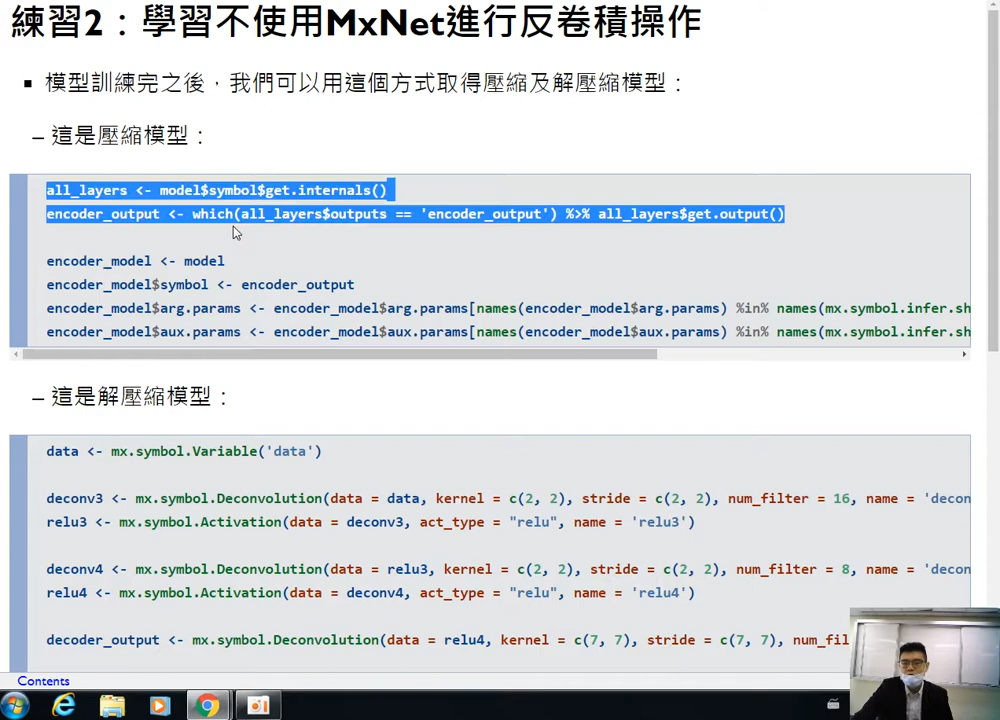 練習2：學習不使用MxNet進行反卷積操作
▪ 模型訓練完之後，我們可以用這個方式取得壓縮及解壓縮模型：
– 這是壓縮模型：
all_layers <- model$symbol$get.internals()
encoder_output <- which(all_layers$outputs == 'encoder_output') %>% all_layers$get.output()
encoder_model <- model
encoder_model$symbol <- encoder_output
encoder_model$arg.params <- encoder_model$arg.params[names(encoder_model$arg.params) %in% names(mx.symbol.infer.sh
encoder_model$aux.params <- encoder_model$aux.params[names(encoder_model$aux.params) %in% names(mx.symbol.infer.sh
– 這是解壓縮模型：
data <- mx.symbol.Variable('data')
deconv3 <- mx.symbol.Deconvolution(data = data, kernel = c(2, 2), stride = c(2, 2), num_filter = 16, name = 'decon
relu3 <- mx.symbol.Activation(data = deconv3, act_type = "relu", name = 'relu3')
deconv4 <- mx.symbol.Deconvolution(data = relu3, kernel = c(2, 2), stride = c(2, 2), num_filter = 8, name = 'decon
relu4 <- mx.symbol.Activation(data = deconv4, act_type = "relu", name = 'relu4')
decoder_output <- mx.symbol.Deconvolution(data = relu4, kernel = c(7, 7), stride = c(7, 7), num_fil
Contents